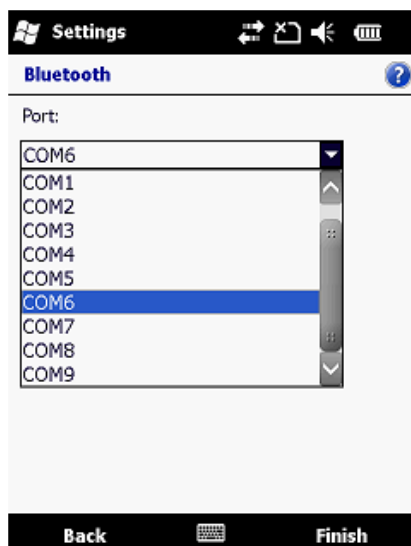 Settings
Bluetooth
Port:
COM6
COM1
COM2
COM3
COM4
COM5
COM6
COM7
COM8
COM9
Back
Finish